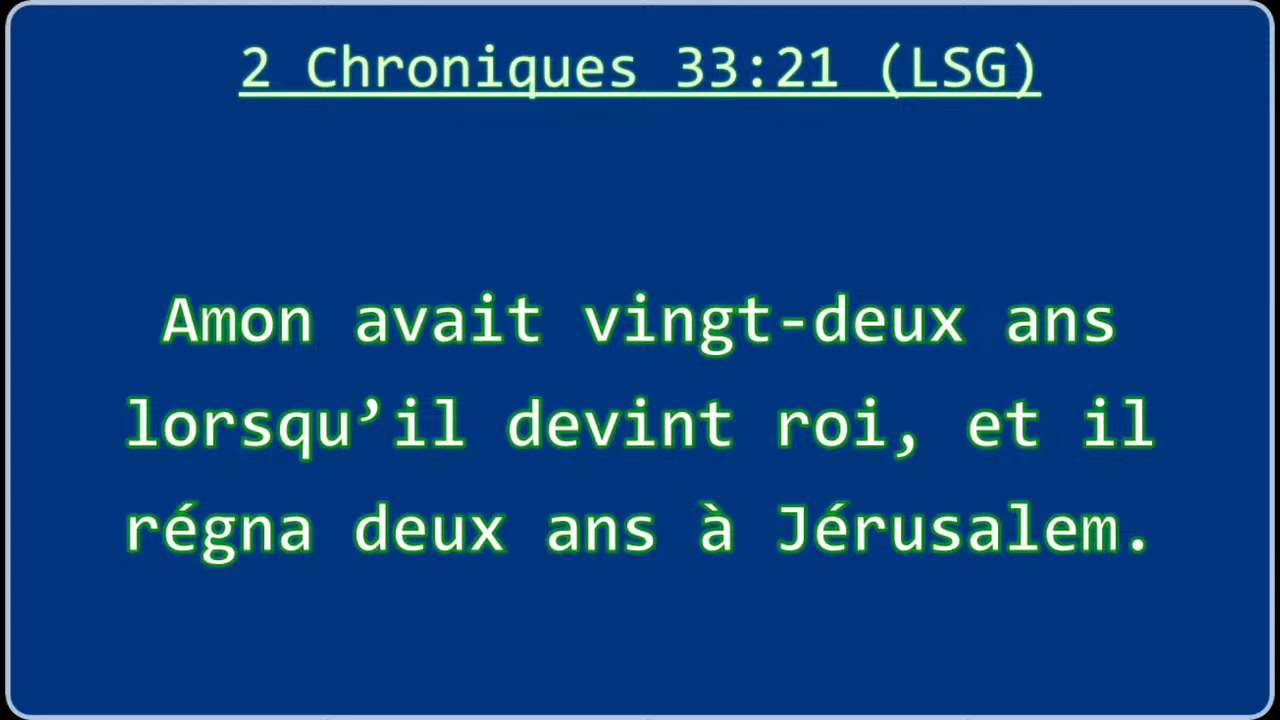 2 Chroniques 33:21 (LSG)
Amon avait vingt-deux ans
lorsqu’il devint roi, et il
régna deux ans à Jérusalem.